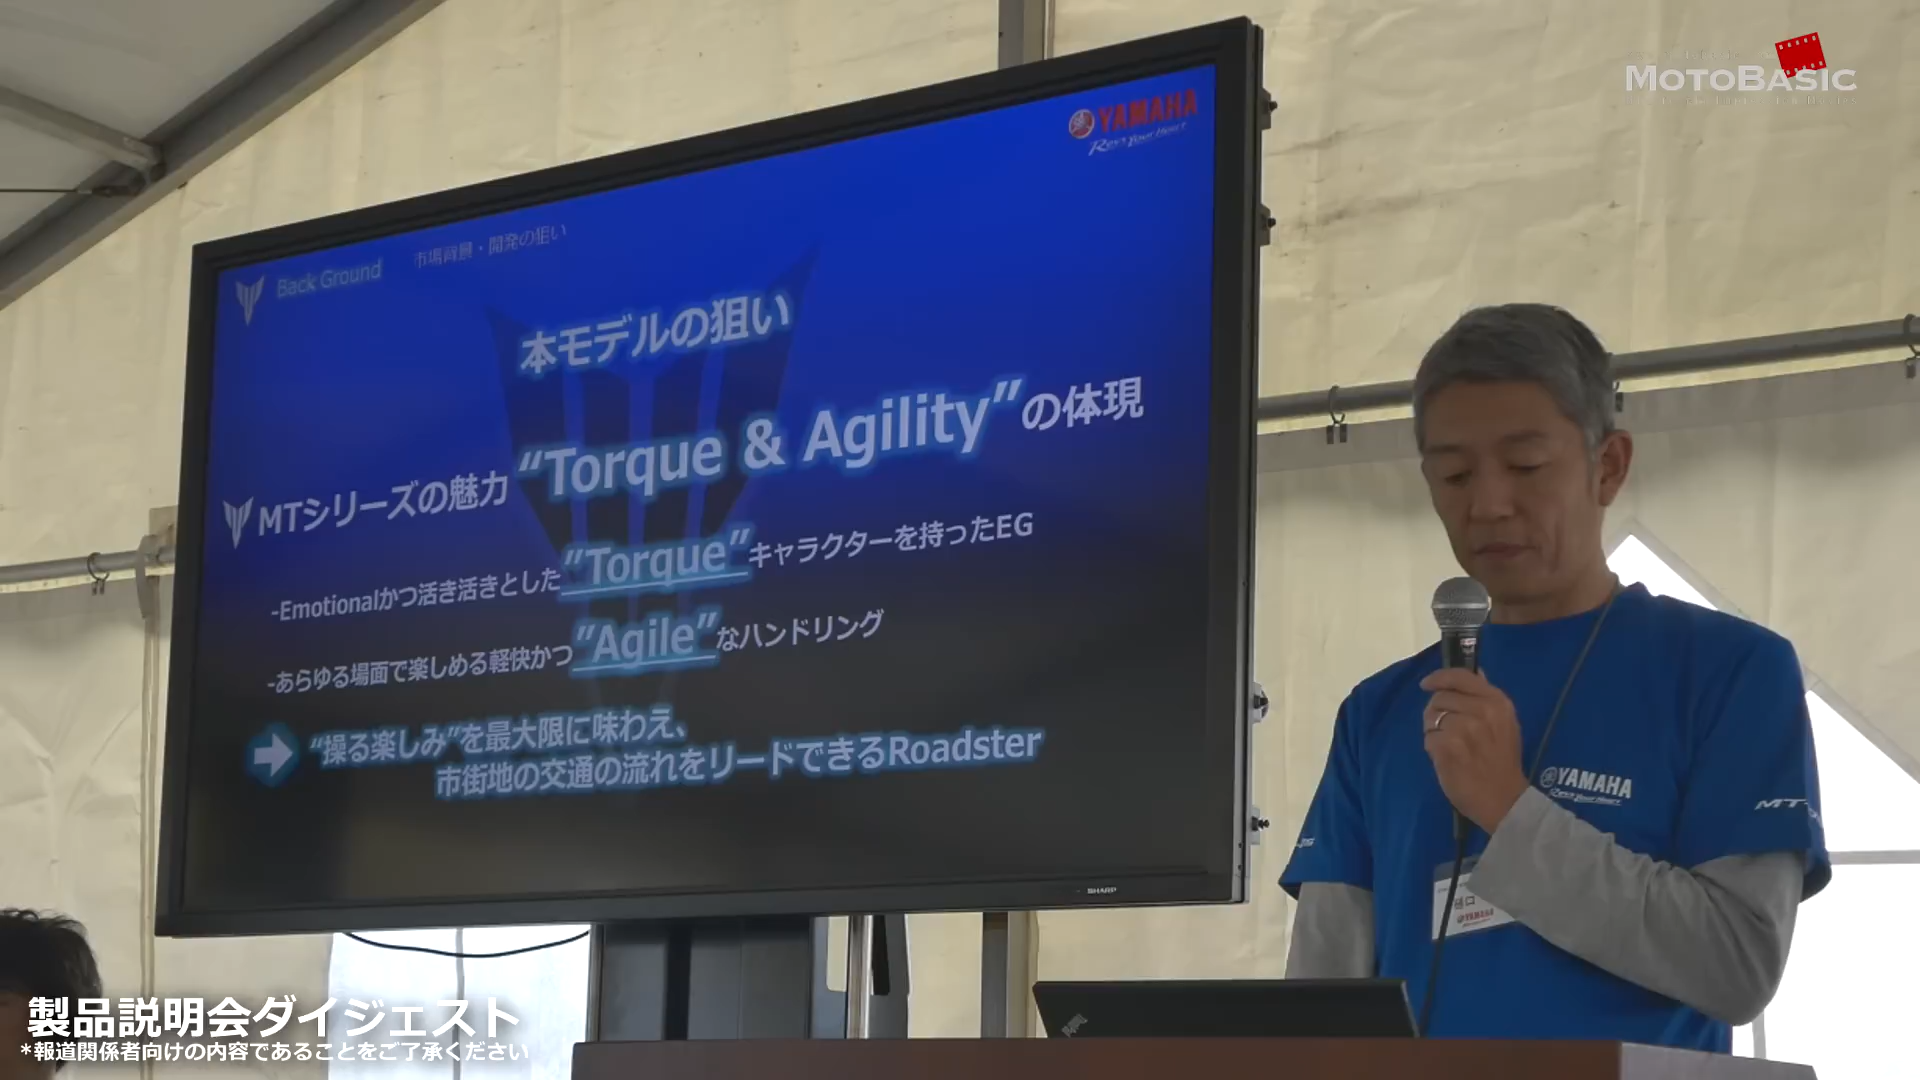 MOTOBASIC
YAMAHA
Revs Your Heart
Back Ground 市場背景・開発の狙い
本モデルの狙い
MTシリーズの魅力 “Torque & Agility”の体現
-Emotionalかつ活き活きとした”Torque”キャラクターを持ったEG
-あらゆる場面で楽しめる軽快かつ”Agile”なハンドリング
“操る楽しみ”を最大限に味わえ、
市街地の交通の流れをリードできるRoadster
SHARP
YAMAHA
Revs Your Heart
MT
樋口
YAMAHA
製品説明会ダイジェスト
*報道関係者向けの内容であることをご了承ください